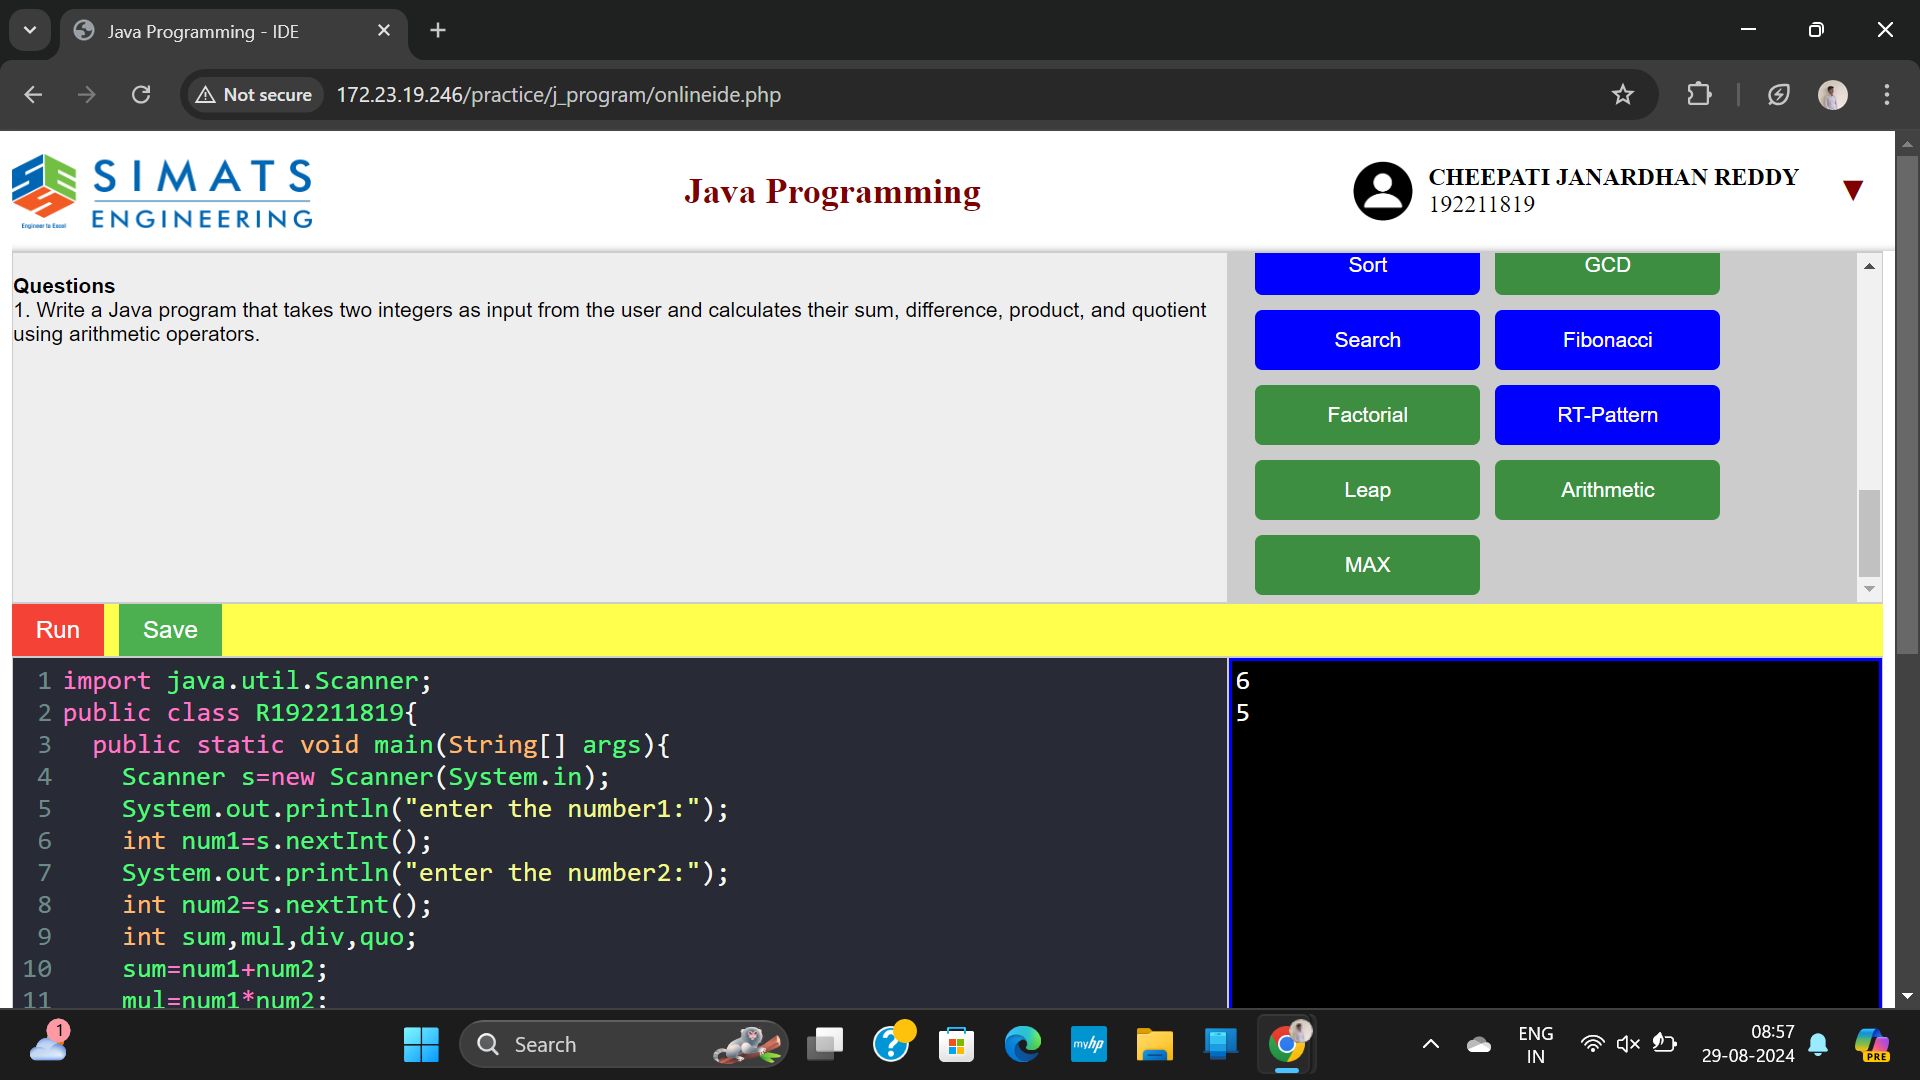 Java Programming - IDE
Not secure
172.23.19.246/practice/j_program/onlineide.php
SIMATS
ENGINEERING
Engineer to Excel
Java Programming
CHEEPATI JANARDHAN REDDY
192211819
Questions
1. Write a Java program that takes two integers as input from the user and calculates their sum, difference, product, and quotient
using arithmetic operators.
Sort
GCD
Search
Fibonacci
Factorial
RT-Pattern
Leap
Arithmetic
MAX
Run
Save
1 import java.util.Scanner;
2 public class R192211819{
3 public static void main(String[] args){
4 Scanner s=new Scanner(System.in);
5 System.out.println("enter the number1:");
6 int num1=s.nextInt();
7 System.out.println("enter the number2:");
8 int num2=s.nextInt();
9 int sum,mul,div,quo;
10 sum=num1+num2;
11 mul=num1*num2;
6
5
1
Search
myhp
ENG
IN
08:57
29-08-2024
PRE